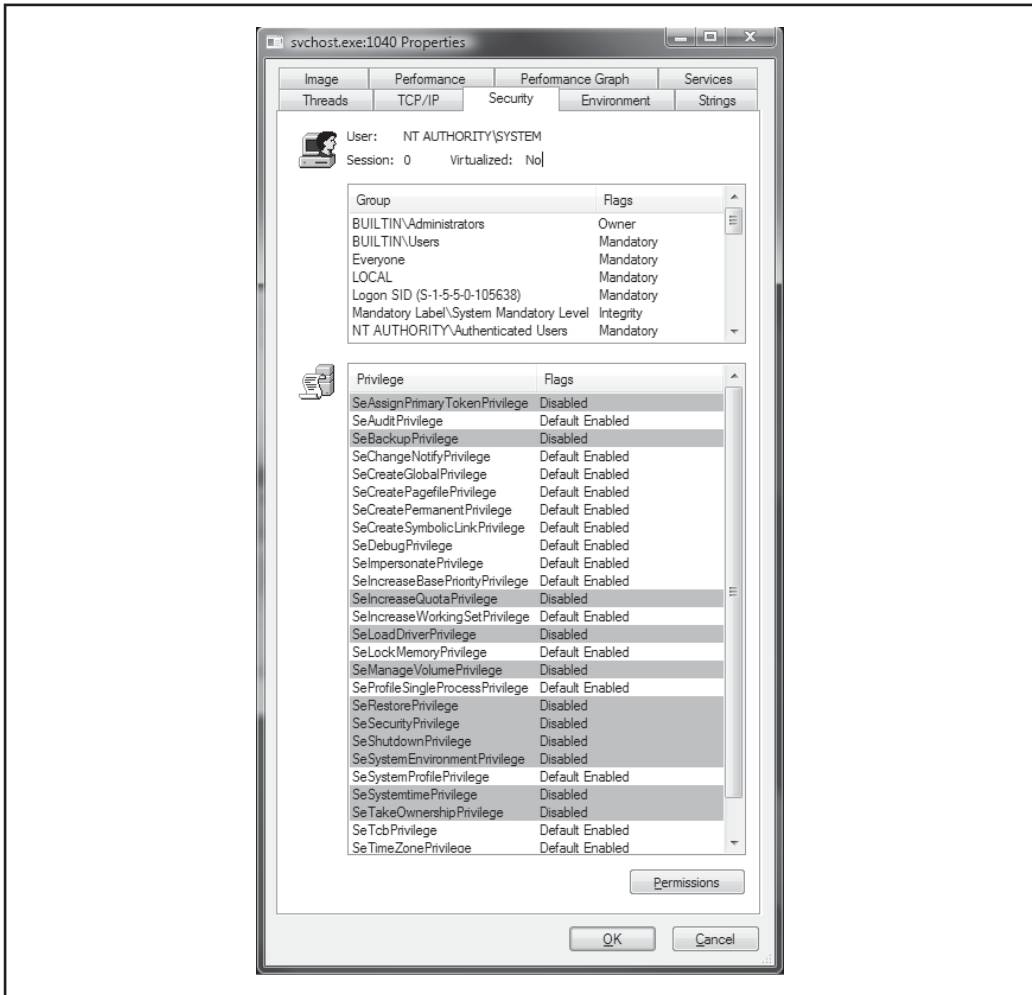 svchost.exe:1040 Properties
Image Performance Performance Graph Services
Threads TCP/IP Security Environment Strings
User: NT AUTHORITY\SYSTEM
Session: 0 Virtualized: No
Group Flags
BUILTIN\Administrators Owner
BUILTIN\Users Mandatory
Everyone Mandatory
LOCAL Mandatory
Logon SID (S-1-5-5-0-105638) Mandatory
Mandatory Label\System Mandatory Level Integrity
NT AUTHORITY\Authenticated Users Mandatory
Privilege Flags
SeAssignPrimaryTokenPrivilege Disabled
SeAuditPrivilege Default Enabled
SeBackupPrivilege Disabled
SeChangeNotifyPrivilege Default Enabled
SeCreateGlobalPrivilege Default Enabled
SeCreatePagefilePrivilege Default Enabled
SeCreatePermanentPrivilege Default Enabled
SeCreateSymbolicLinkPrivilege Default Enabled
SeDebugPrivilege Default Enabled
SeImpersonatePrivilege Default Enabled
SeIncreaseBasePriorityPrivilege Default Enabled
SeIncreaseQuotaPrivilege Disabled
SeIncreaseWorkingSetPrivilege Default Enabled
SeLoadDriverPrivilege Disabled
SeLockMemoryPrivilege Default Enabled
SeManageVolumePrivilege Disabled
SeProfileSingleProcessPrivilege Default Enabled
SeRestorePrivilege Disabled
SeSecurityPrivilege Disabled
SeShutdownPrivilege Disabled
SeSystemEnvironmentPrivilege Disabled
SeSystemProfilePrivilege Default Enabled
SeSystemtimePrivilege Disabled
SeTakeOwnershipPrivilege Disabled
SeTcbPrivilege Default Enabled
SeTimeZonePrivilege Default Enabled
Permissions
OK Cancel